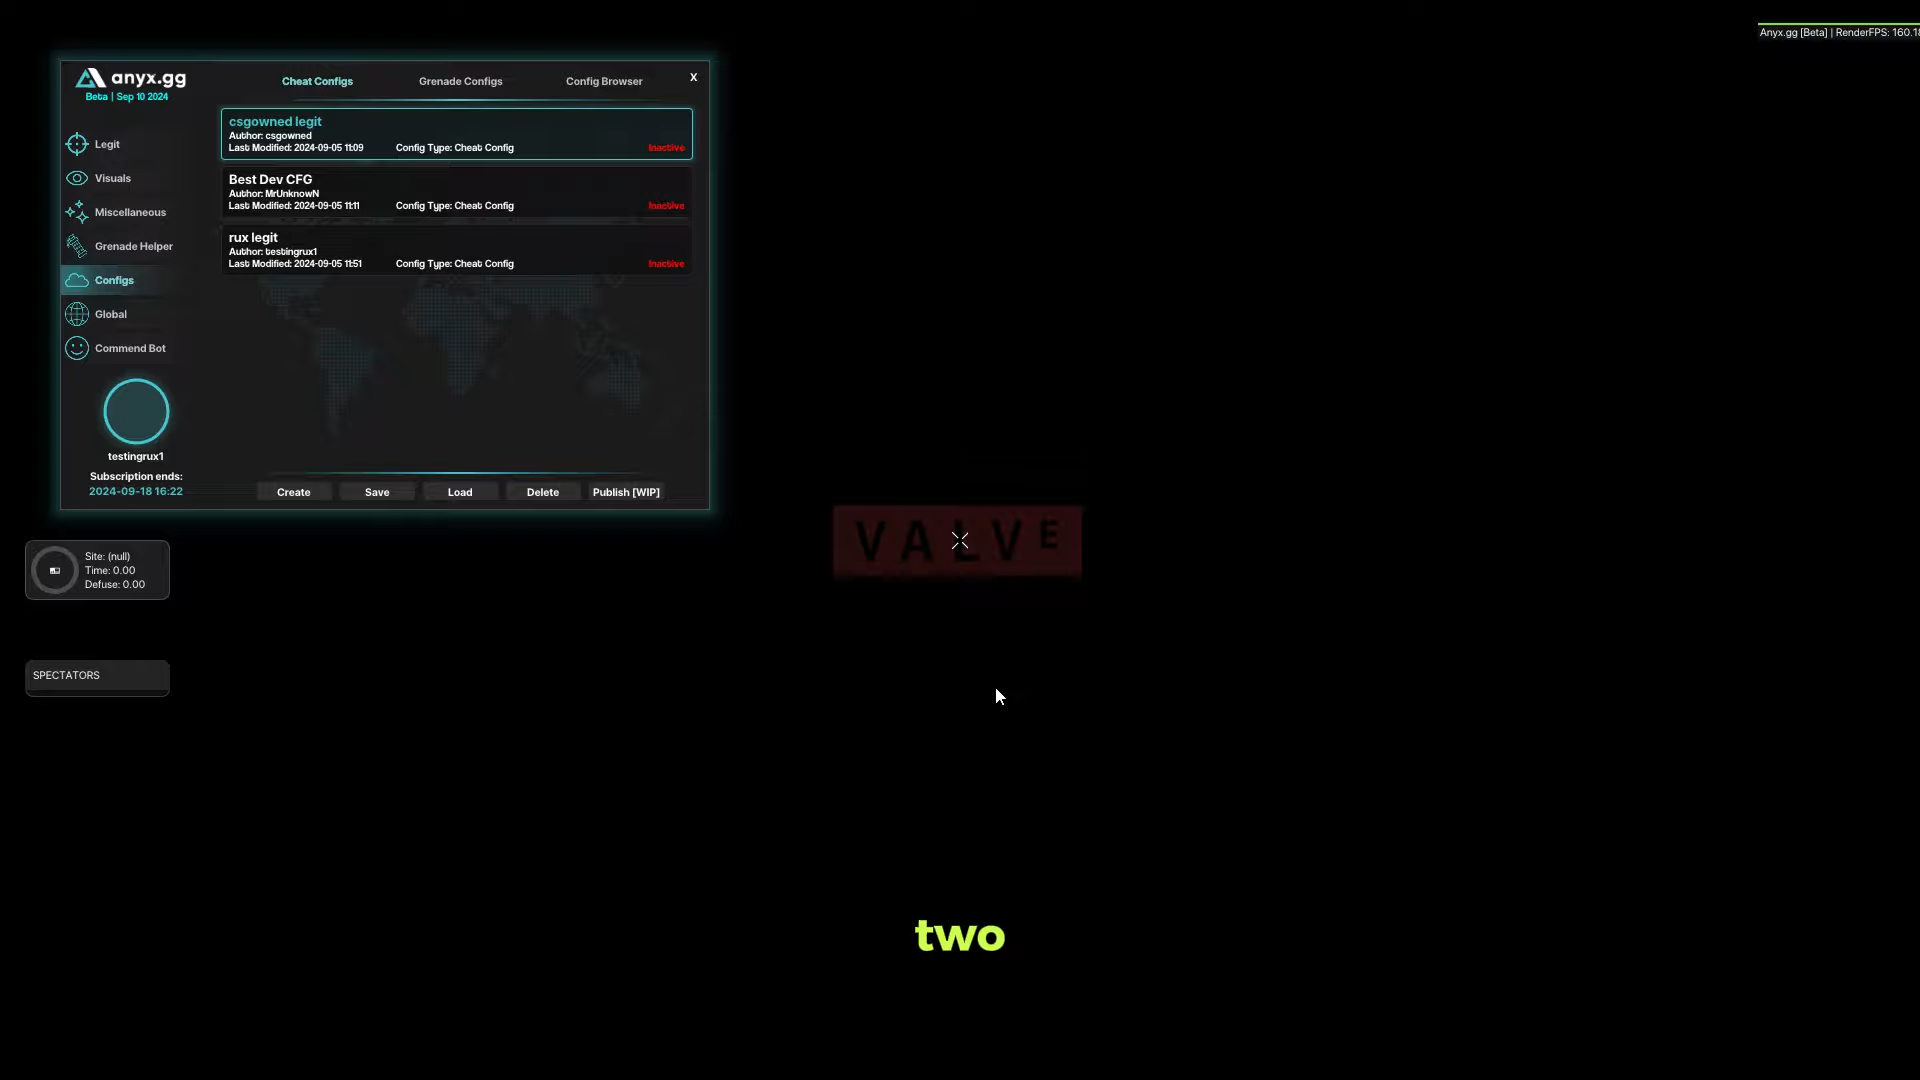 Anyx.gg [Beta] | RenderFPS: 160.18
anyx.gg
Beta | Sep 10 2024
Cheat Configs
Grenade Configs
Config Browser
X
Legit
Visuals
Miscellaneous
Grenade Helper
Configs
Global
Commend Bot
testingrux1
Subscription ends:
2024-09-18 16:22
csgowned legit
Author: csgowned
Last Modified: 2024-09-05 11:09 Config Type: Cheat Config Inactive
Best Dev CFG
Author: MrUnknowN
Last Modified: 2024-09-05 11:11 Config Type: Cheat Config Inactive
rux legit
Author: testingrux1
Last Modified: 2024-09-05 11:51 Config Type: Cheat Config Inactive
Create Save Load Delete Publish [WIP]
VALVE
Site: (null)
Time: 0.00
Defuse: 0.00
SPECTATORS
two